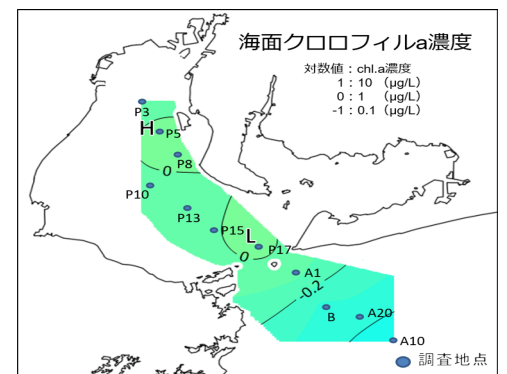 海面クロロフィルa濃度
対数値：chl.a濃度
1：10 （μg/L）
0：1 （μg/L）
-1：0.1（μg/L）
P3
H
P5
P8
0
P10
P13
P15
L
P17
0
A1
-0.2
B
A20
A10
調査地点